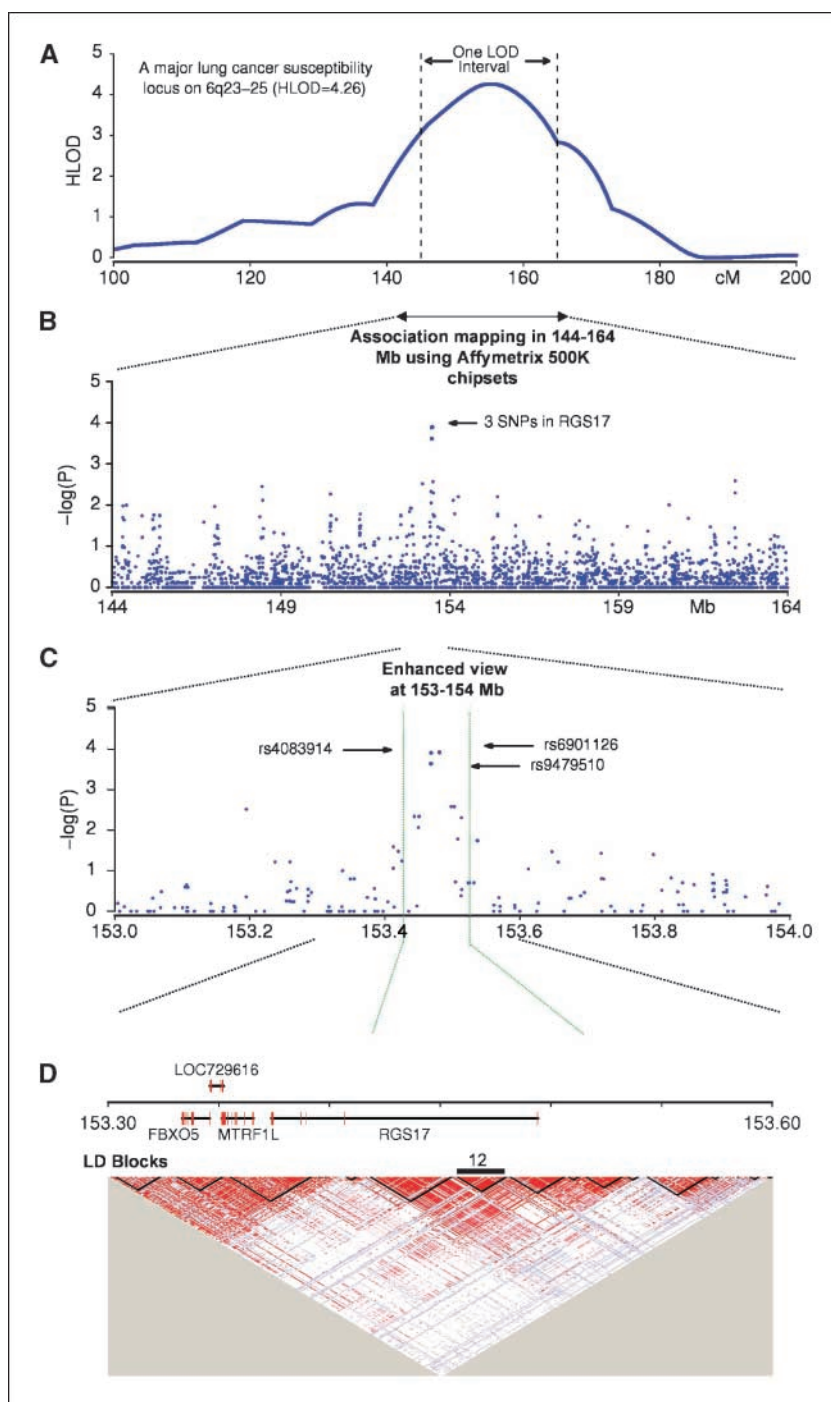 A
A major lung cancer susceptibility
locus on 6q23–25 (HLOD=4.26)
One LOD
Interval
HLOD
5
4
3
2
1
0
100
120
140
160
180
cM
200
B
Association mapping in 144-164
Mb using Affymetrix 500K
chipsets
3 SNPs in RGS17
–log(P)
5
4
3
2
1
0
144
149
154
159
Mb
164
C
Enhanced view
at 153-154 Mb
rs4083914
rs6901126
rs9479510
–log(P)
5
4
3
2
1
0
153.0
153.2
153.4
153.6
153.8
154.0
D
LOC729616
153.30
153.60
FBXO5
MTRF1L
RGS17
LD Blocks
12